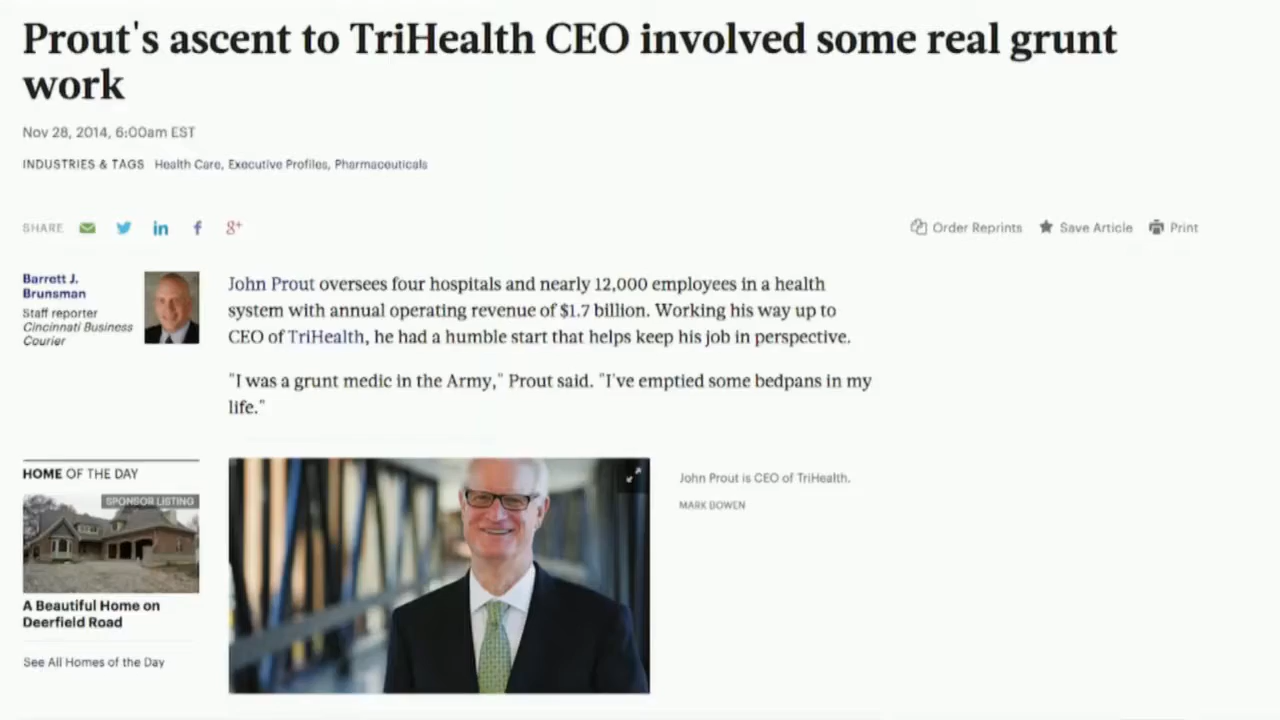 Prout's ascent to TriHealth CEO involved some real grunt
work
Nov 28, 2014, 6:00am EST
INDUSTRIES & TAGS Health Care, Executive Profiles, Pharmaceuticals
SHARE
Order Reprints Save Article Print
Barrett J.
Brunsman
Staff reporter
Cincinnati Business
Courier
John Prout oversees four hospitals and nearly 12,000 employees in a health
system with annual operating revenue of $1.7 billion. Working his way up to
CEO of TriHealth, he had a humble start that helps keep his job in perspective.
"I was a grunt medic in the Army," Prout said. "I've emptied some bedpans in my
life."
HOME OF THE DAY
SPONSOR LISTING
A Beautiful Home on
Deerfield Road
See All Homes of the Day
John Prout is CEO of TriHealth.
MARK BOWEN